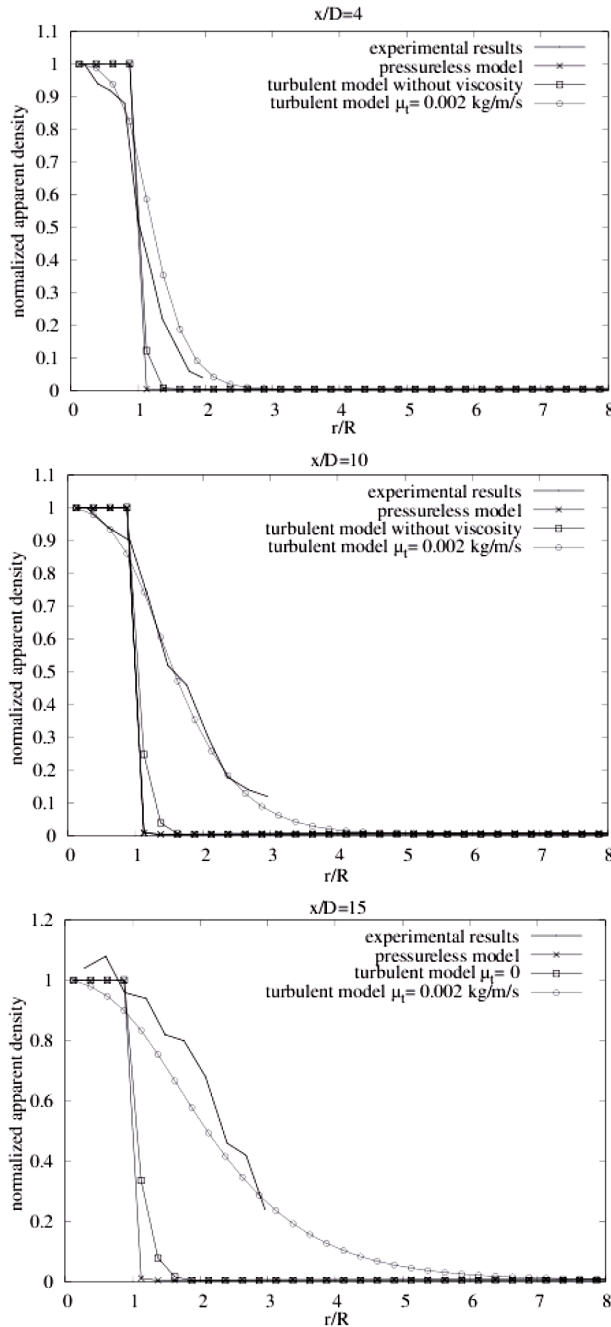 x/D=4
experimental results
pressureless model
turbulent model without viscosity
turbulent model μt= 0.002 kg/m/s
normalized apparent density
1.1
1
0.9
0.8
0.7
0.6
0.5
0.4
0.3
0.2
0.1
0
0 1 2 3 4 5 6 7 8
r/R
x/D=10
experimental results
pressureless model
turbulent model without viscosity
turbulent model μt= 0.002 kg/m/s
normalized apparent density
1.1
1
0.9
0.8
0.7
0.6
0.5
0.4
0.3
0.2
0.1
0
0 1 2 3 4 5 6 7 8
r/R
x/D=15
experimental results
pressureless model
turbulent model μt= 0
turbulent model μt= 0.002 kg/m/s
normalized apparent density
1.2
1
0.8
0.6
0.4
0.2
0
0 1 2 3 4 5 6 7 8
r/R